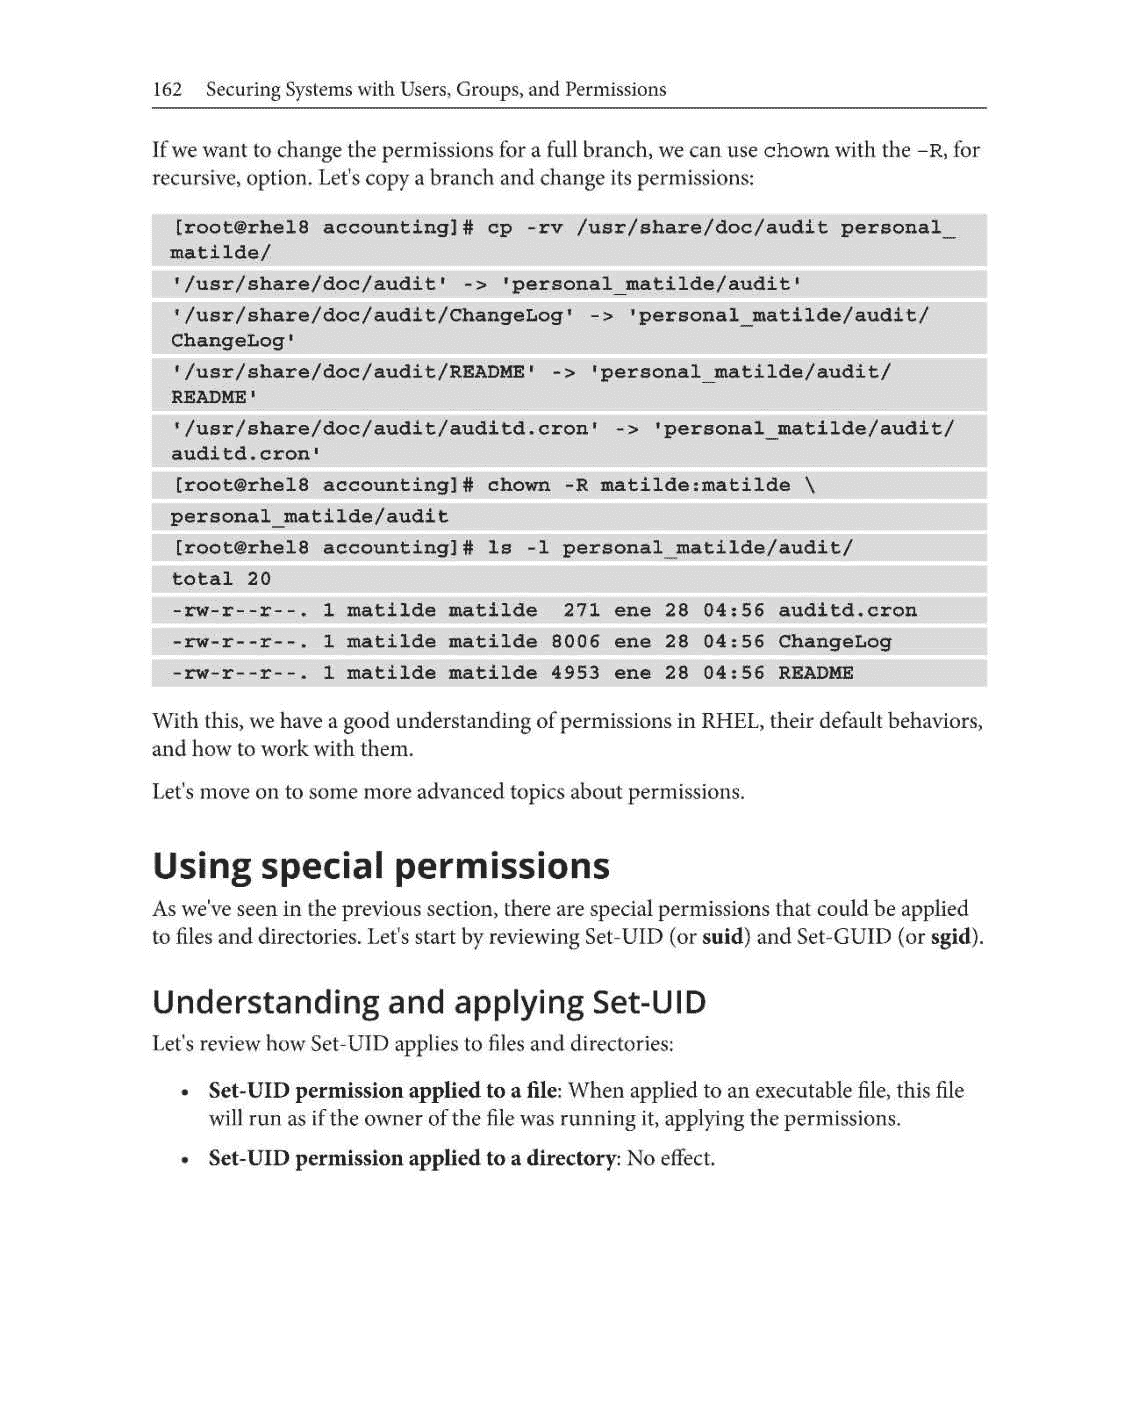 162 Securing Systems with Users, Groups, and Permissions
If we want to change the permissions for a full branch, we can use chown with the -R, for
recursive, option. Let's copy a branch and change its permissions:
[root@rhel8 accounting]# cp -rv /usr/share/doc/audit personal_
matilde/
'/usr/share/doc/audit' -> 'personal_matilde/audit'
'/usr/share/doc/audit/ChangeLog' -> 'personal_matilde/audit/
ChangeLog'
'/usr/share/doc/audit/README' -> 'personal_matilde/audit/
README'
'/usr/share/doc/audit/auditd.cron' -> 'personal_matilde/audit/
auditd.cron'
[root@rhel8 accounting]# chown -R matilde:matilde \
personal_matilde/audit
[root@rhel8 accounting]# ls -l personal_matilde/audit/
total 20
-rw-r--r--. 1 matilde matilde  271 ene 28 04:56 auditd.cron
-rw-r--r--. 1 matilde matilde 8006 ene 28 04:56 ChangeLog
-rw-r--r--. 1 matilde matilde 4953 ene 28 04:56 README
With this, we have a good understanding of permissions in RHEL, their default behaviors,
and how to work with them.
Let's move on to some more advanced topics about permissions.
Using special permissions
As we've seen in the previous section, there are special permissions that could be applied
to files and directories. Let's start by reviewing Set-UID (or suid) and Set-GUID (or sgid).
Understanding and applying Set-UID
Let's review how Set-UID applies to files and directories:
• Set-UID permission applied to a file: When applied to an executable file, this file
will run as if the owner of the file was running it, applying the permissions.
• Set-UID permission applied to a directory: No effect.